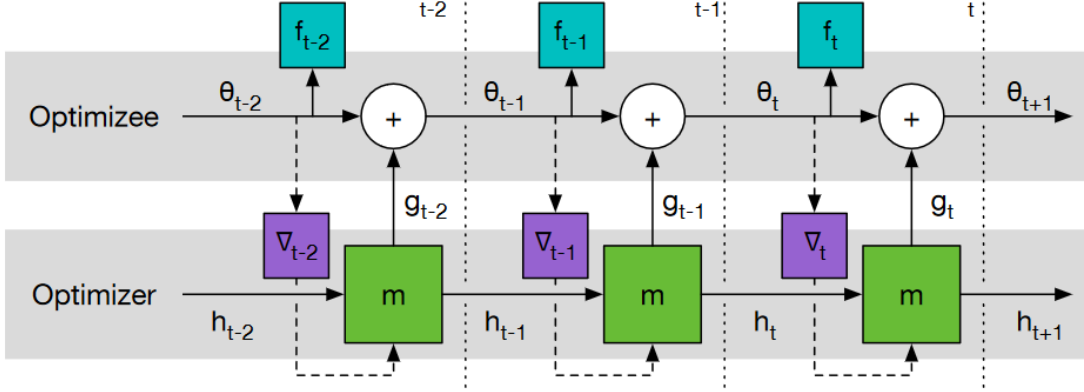 t-2 t-1 t
f_{t-2} f_{t-1} f_t
θ_{t-2} θ_{t-1} θ_t θ_{t+1}
Optimizee + + +
g_{t-2} g_{t-1} g_t
∇_{t-2} ∇_{t-1} ∇_t
Optimizer m m m
h_{t-2} h_{t-1} h_t h_{t+1}